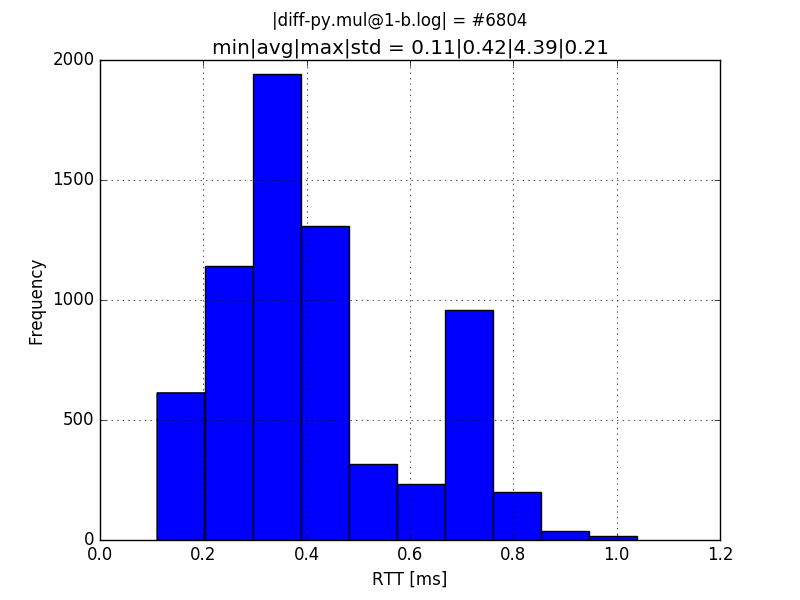 |diff-py.mul@1-b.log| = #6804
min|avg|max|std = 0.11|0.42|4.39|0.21
2000
1500
1000
500
0
Frequency
0.0 0.2 0.4 0.6 0.8 1.0 1.2
RTT [ms]